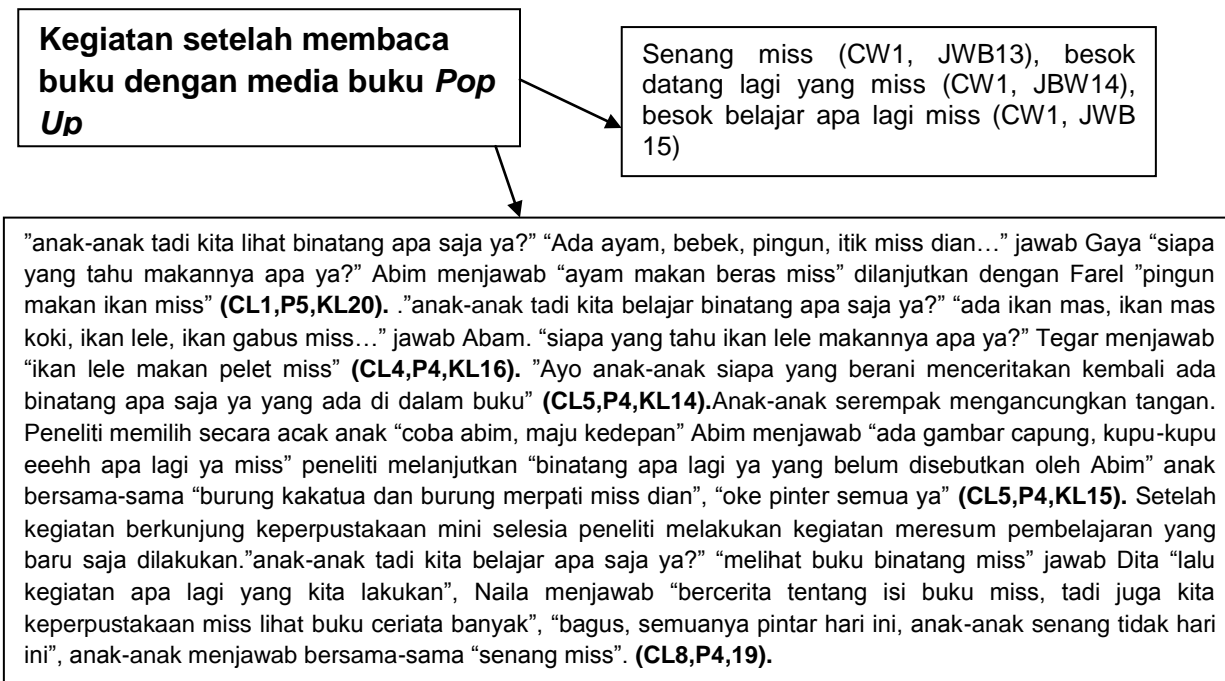 Kegiatan setelah membaca
buku dengan media buku Pop
Up
Senang miss (CW1, JWB13), besok
datang lagi yang miss (CW1, JBW14),
besok belajar apa lagi miss (CW1, JWB
15)
”anak-anak tadi kita lihat binatang apa saja ya?” “Ada ayam, bebek, pingun, itik miss dian…” jawab Gaya “siapa
yang tahu makannya apa ya?” Abim menjawab “ayam makan beras miss” dilanjutkan dengan Farel ”pingun
makan ikan miss” (CL1,P5,KL20). .”anak-anak tadi kita belajar binatang apa saja ya?” “ada ikan mas, ikan mas
koki, ikan lele, ikan gabus miss…” jawab Abam. “siapa yang tahu ikan lele makannya apa ya?” Tegar menjawab
“ikan lele makan pelet miss” (CL4,P4,KL16). ”Ayo anak-anak siapa yang berani menceritakan kembali ada
binatang apa saja ya yang ada di dalam buku” (CL5,P4,KL14).Anak-anak serempak mengancungkan tangan.
Peneliti memilih secara acak anak “coba abim, maju kedepan” Abim menjawab “ada gambar capung, kupu-kupu
eeehh apa lagi ya miss” peneliti melanjutkan “binatang apa lagi ya yang belum disebutkan oleh Abim” anak
bersama-sama “burung kakatua dan burung merpati miss dian”, “oke pinter semua ya” (CL5,P4,KL15). Setelah
kegiatan berkunjung keperpustakaan mini selesia peneliti melakukan kegiatan meresum pembelajaran yang
baru saja dilakukan.”anak-anak tadi kita belajar apa saja ya?” “melihat buku binatang miss” jawab Dita “lalu
kegiatan apa lagi yang kita lakukan”, Naila menjawab “bercerita tentang isi buku miss, tadi juga kita
keperpustakaan miss lihat buku ceriata banyak”, “bagus, semuanya pintar hari ini, anak-anak senang tidak hari
ini”, anak-anak menjawab bersama-sama “senang miss”. (CL8,P4,19).